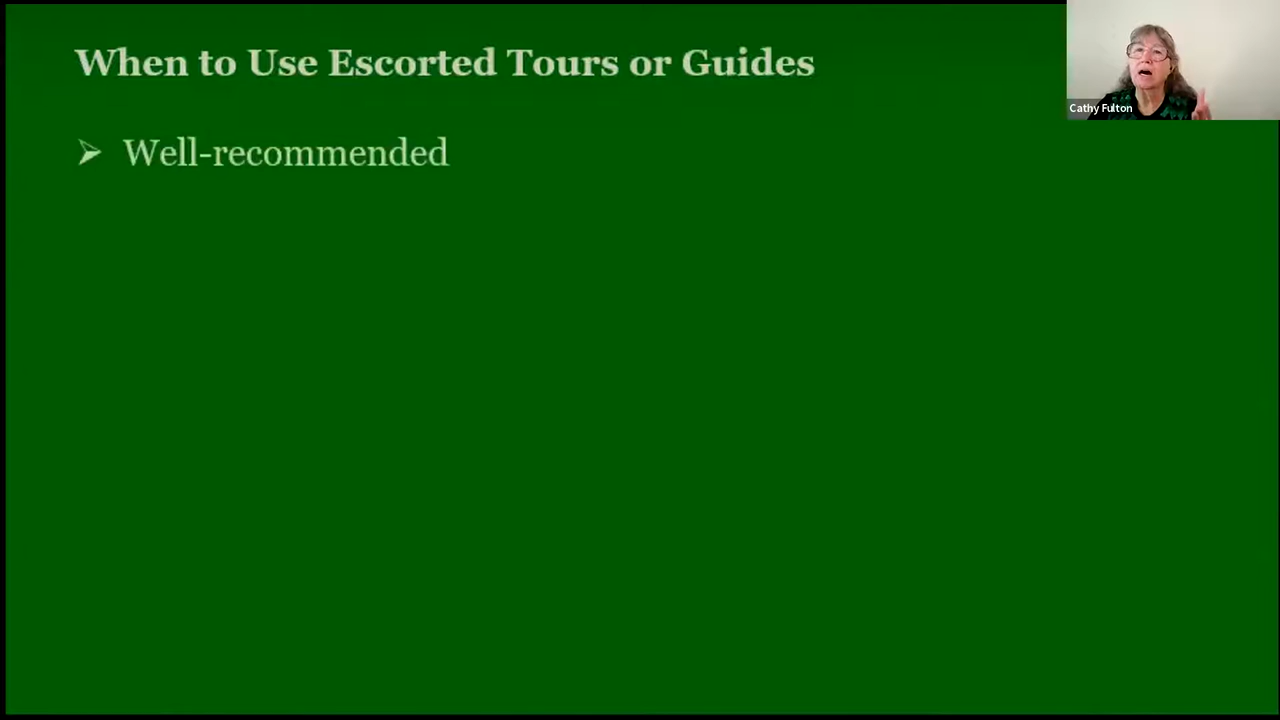 When to Use Escorted Tours or Guides
Cathy Fulton
➢ Well-recommended